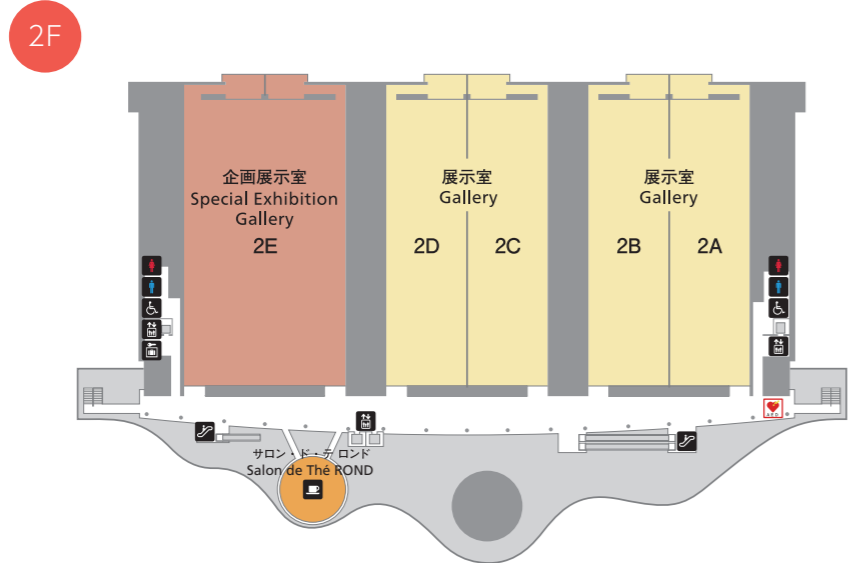 2F
企画展示室
Special Exhibition
Gallery
2E
展示室
Gallery
2D
2C
展示室
Gallery
2B
2A
AED
サロン・ド・テ ロンド
Salon de Thé ROND